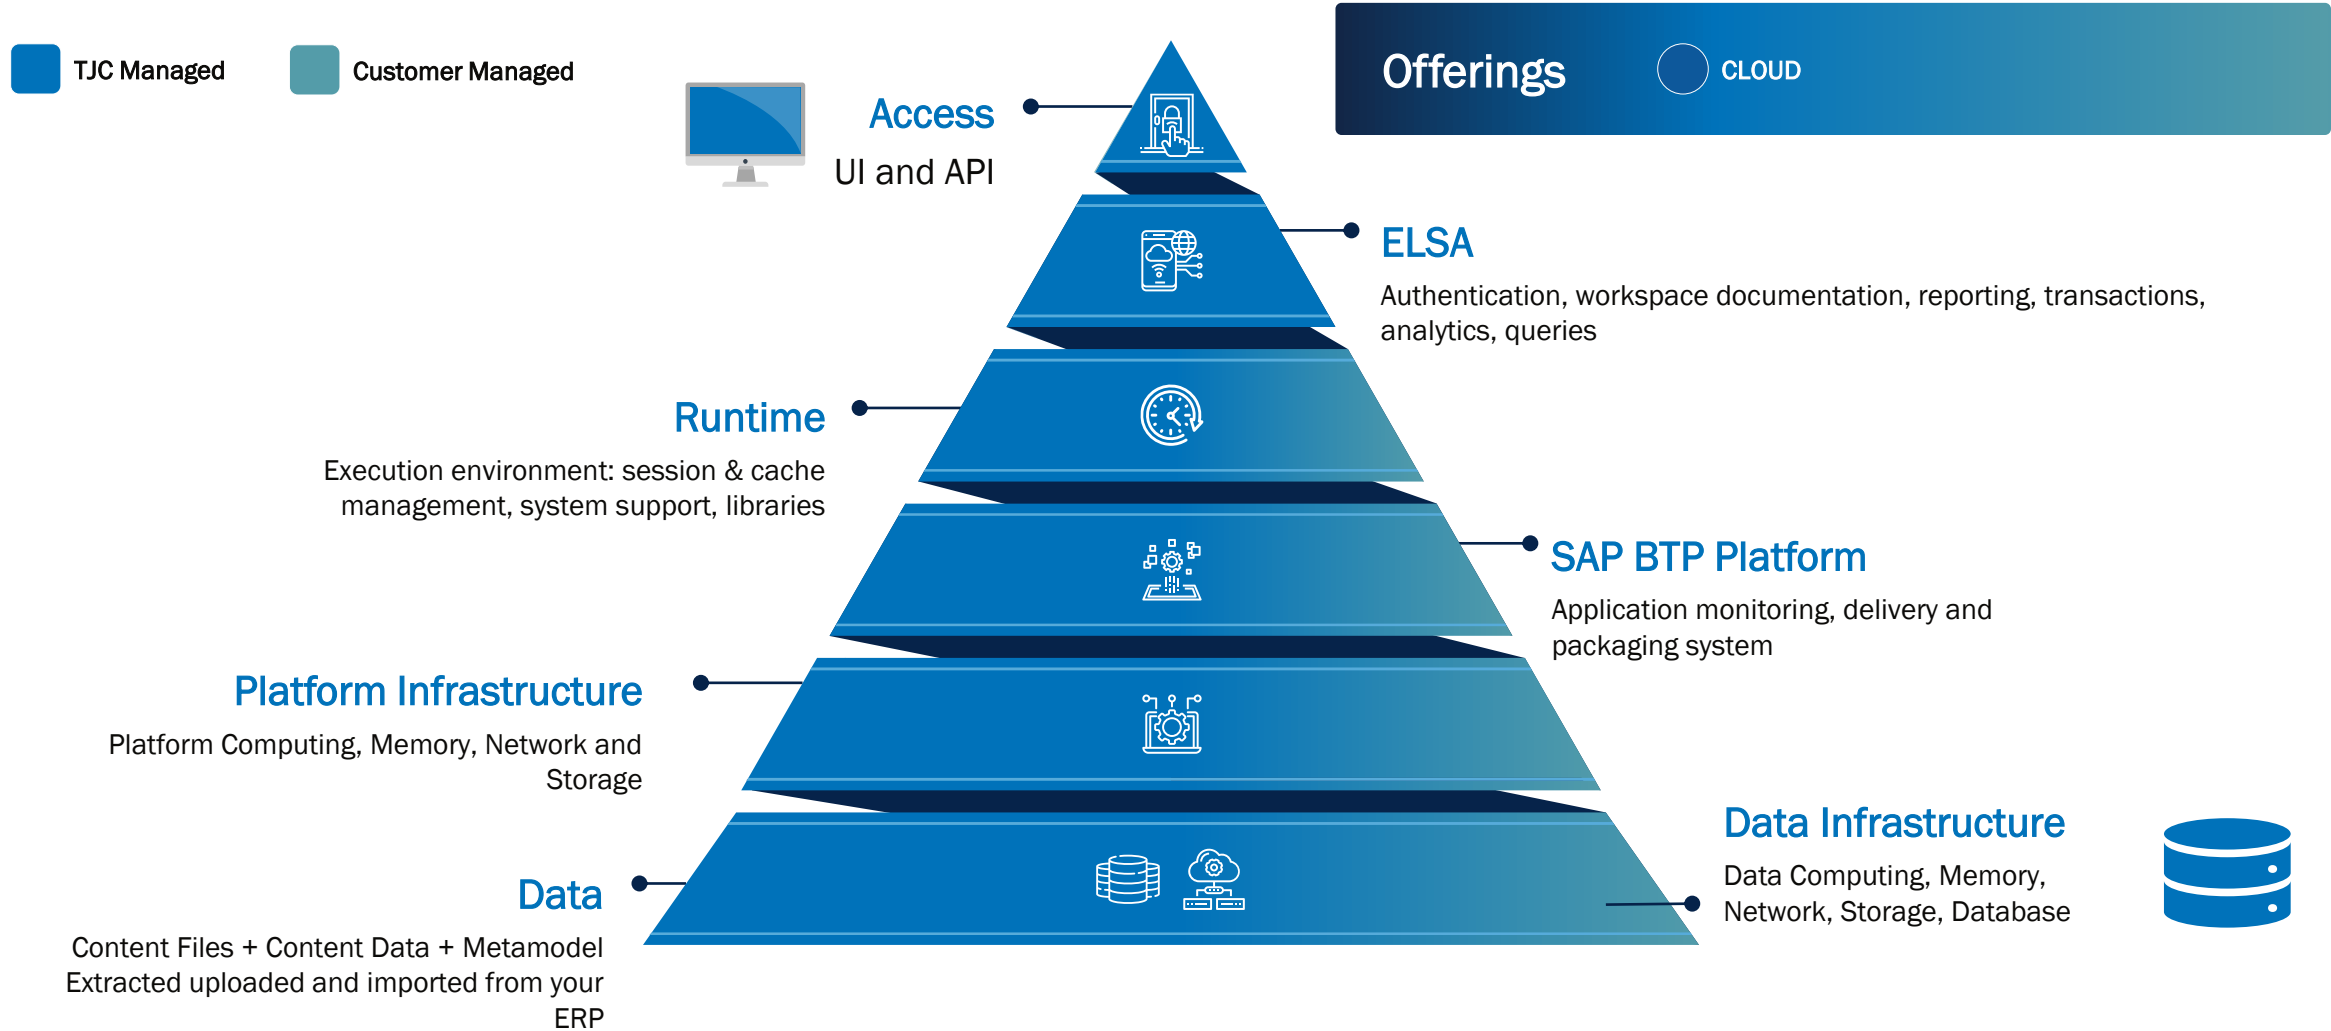 TJC Managed
Customer Managed
Offerings
CLOUD
Access
UI and API
ELSA
Authentication, workspace documentation, reporting, transactions,
analytics, queries
Runtime
Execution environment: session & cache
management, system support, libraries
SAP BTP Platform
Application monitoring, delivery and
packaging system
Platform Infrastructure
Platform Computing, Memory, Network and
Storage
Data Infrastructure
Data Computing, Memory,
Network, Storage, Database
Data
Content Files + Content Data + Metamodel
Extracted uploaded and imported from your
ERP